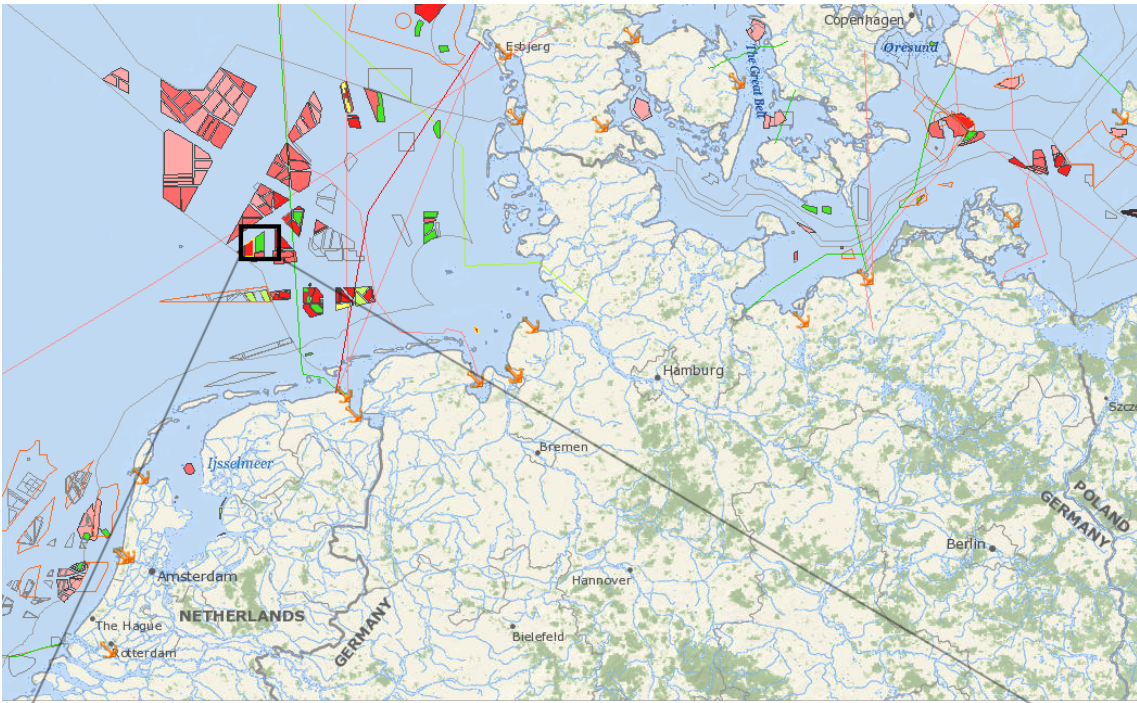 Copenhagen
Esbjerg
The Great Belt
Øresund
Hamburg
Szcz
Bremen
Ijsselmeer
POLAND
GERMANY
Berlin
Amsterdam
Hannover
NETHERLANDS
The Hague
GERMANY
Bielefeld
Rotterdam